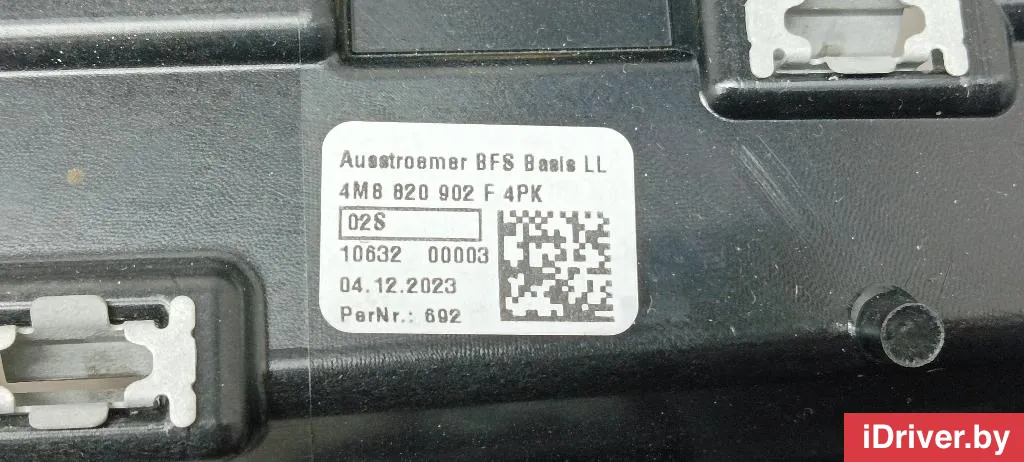 Ausstroemer BFS Basis LL
4M8 820 902 F 4PK
02S
10632 00003
04.12.2023
PerNr.: 692
iDriver.by